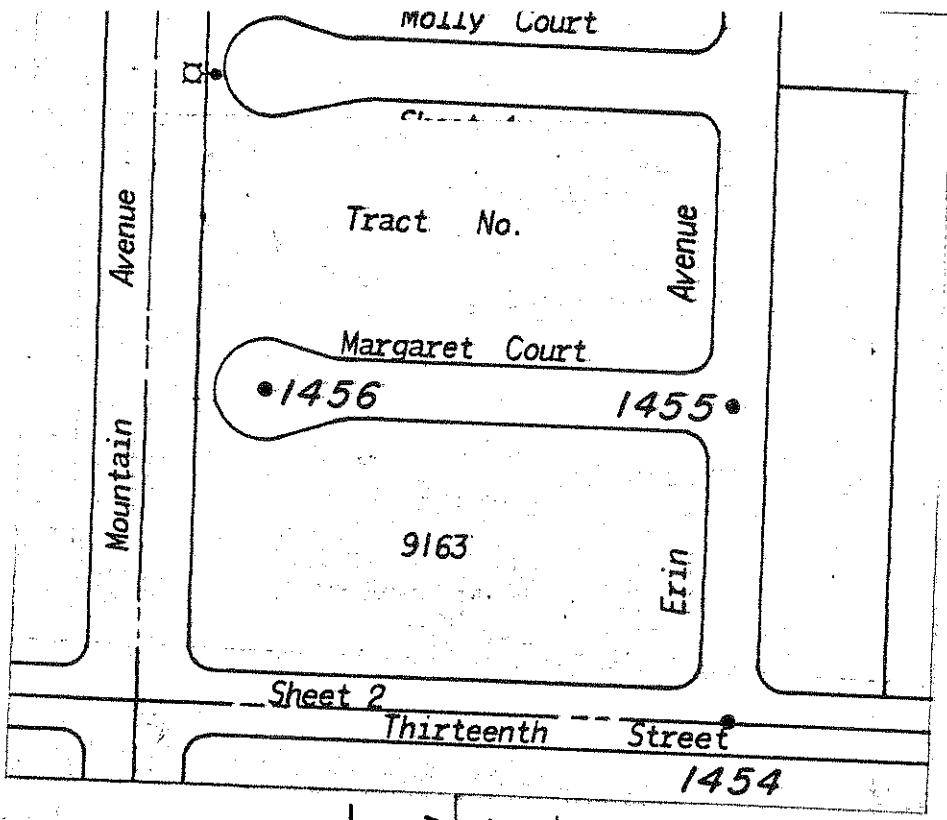 Molly Court
Tract No.
Avenue
Avenue
Margaret Court
1456
1455
Mountain
9163
Erin
Sheet 2
Thirteenth Street
1454